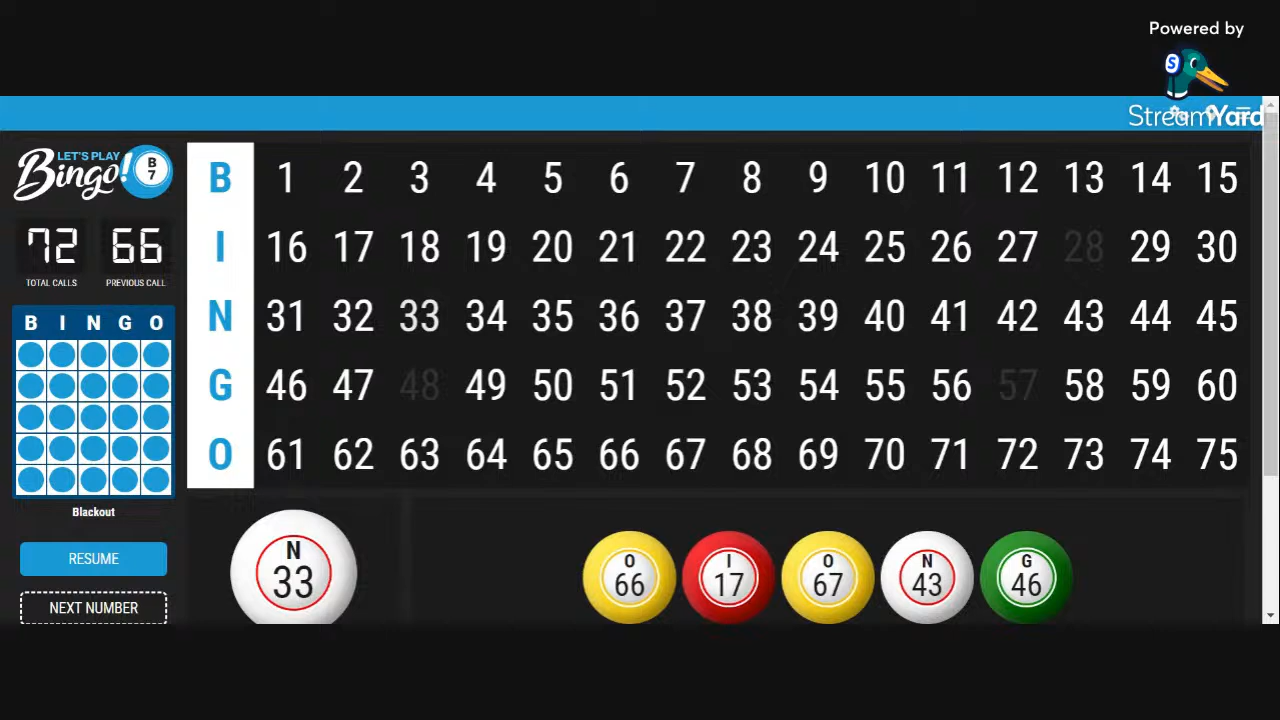 Powered by
S
StreamYard
LET'S PLAY
Bingo!
B
7
72 66
TOTAL CALLS PREVIOUS CALL
B I N G O
Blackout
RESUME
NEXT NUMBER
B 1 2 3 4 5 6 7 8 9 10 11 12 13 14 15
I 16 17 18 19 20 21 22 23 24 25 26 27 28 29 30
N 31 32 33 34 35 36 37 38 39 40 41 42 43 44 45
G 46 47 48 49 50 51 52 53 54 55 56 57 58 59 60
O 61 62 63 64 65 66 67 68 69 70 71 72 73 74 75
N
33
O
66
I
17
O
67
N
43
G
46